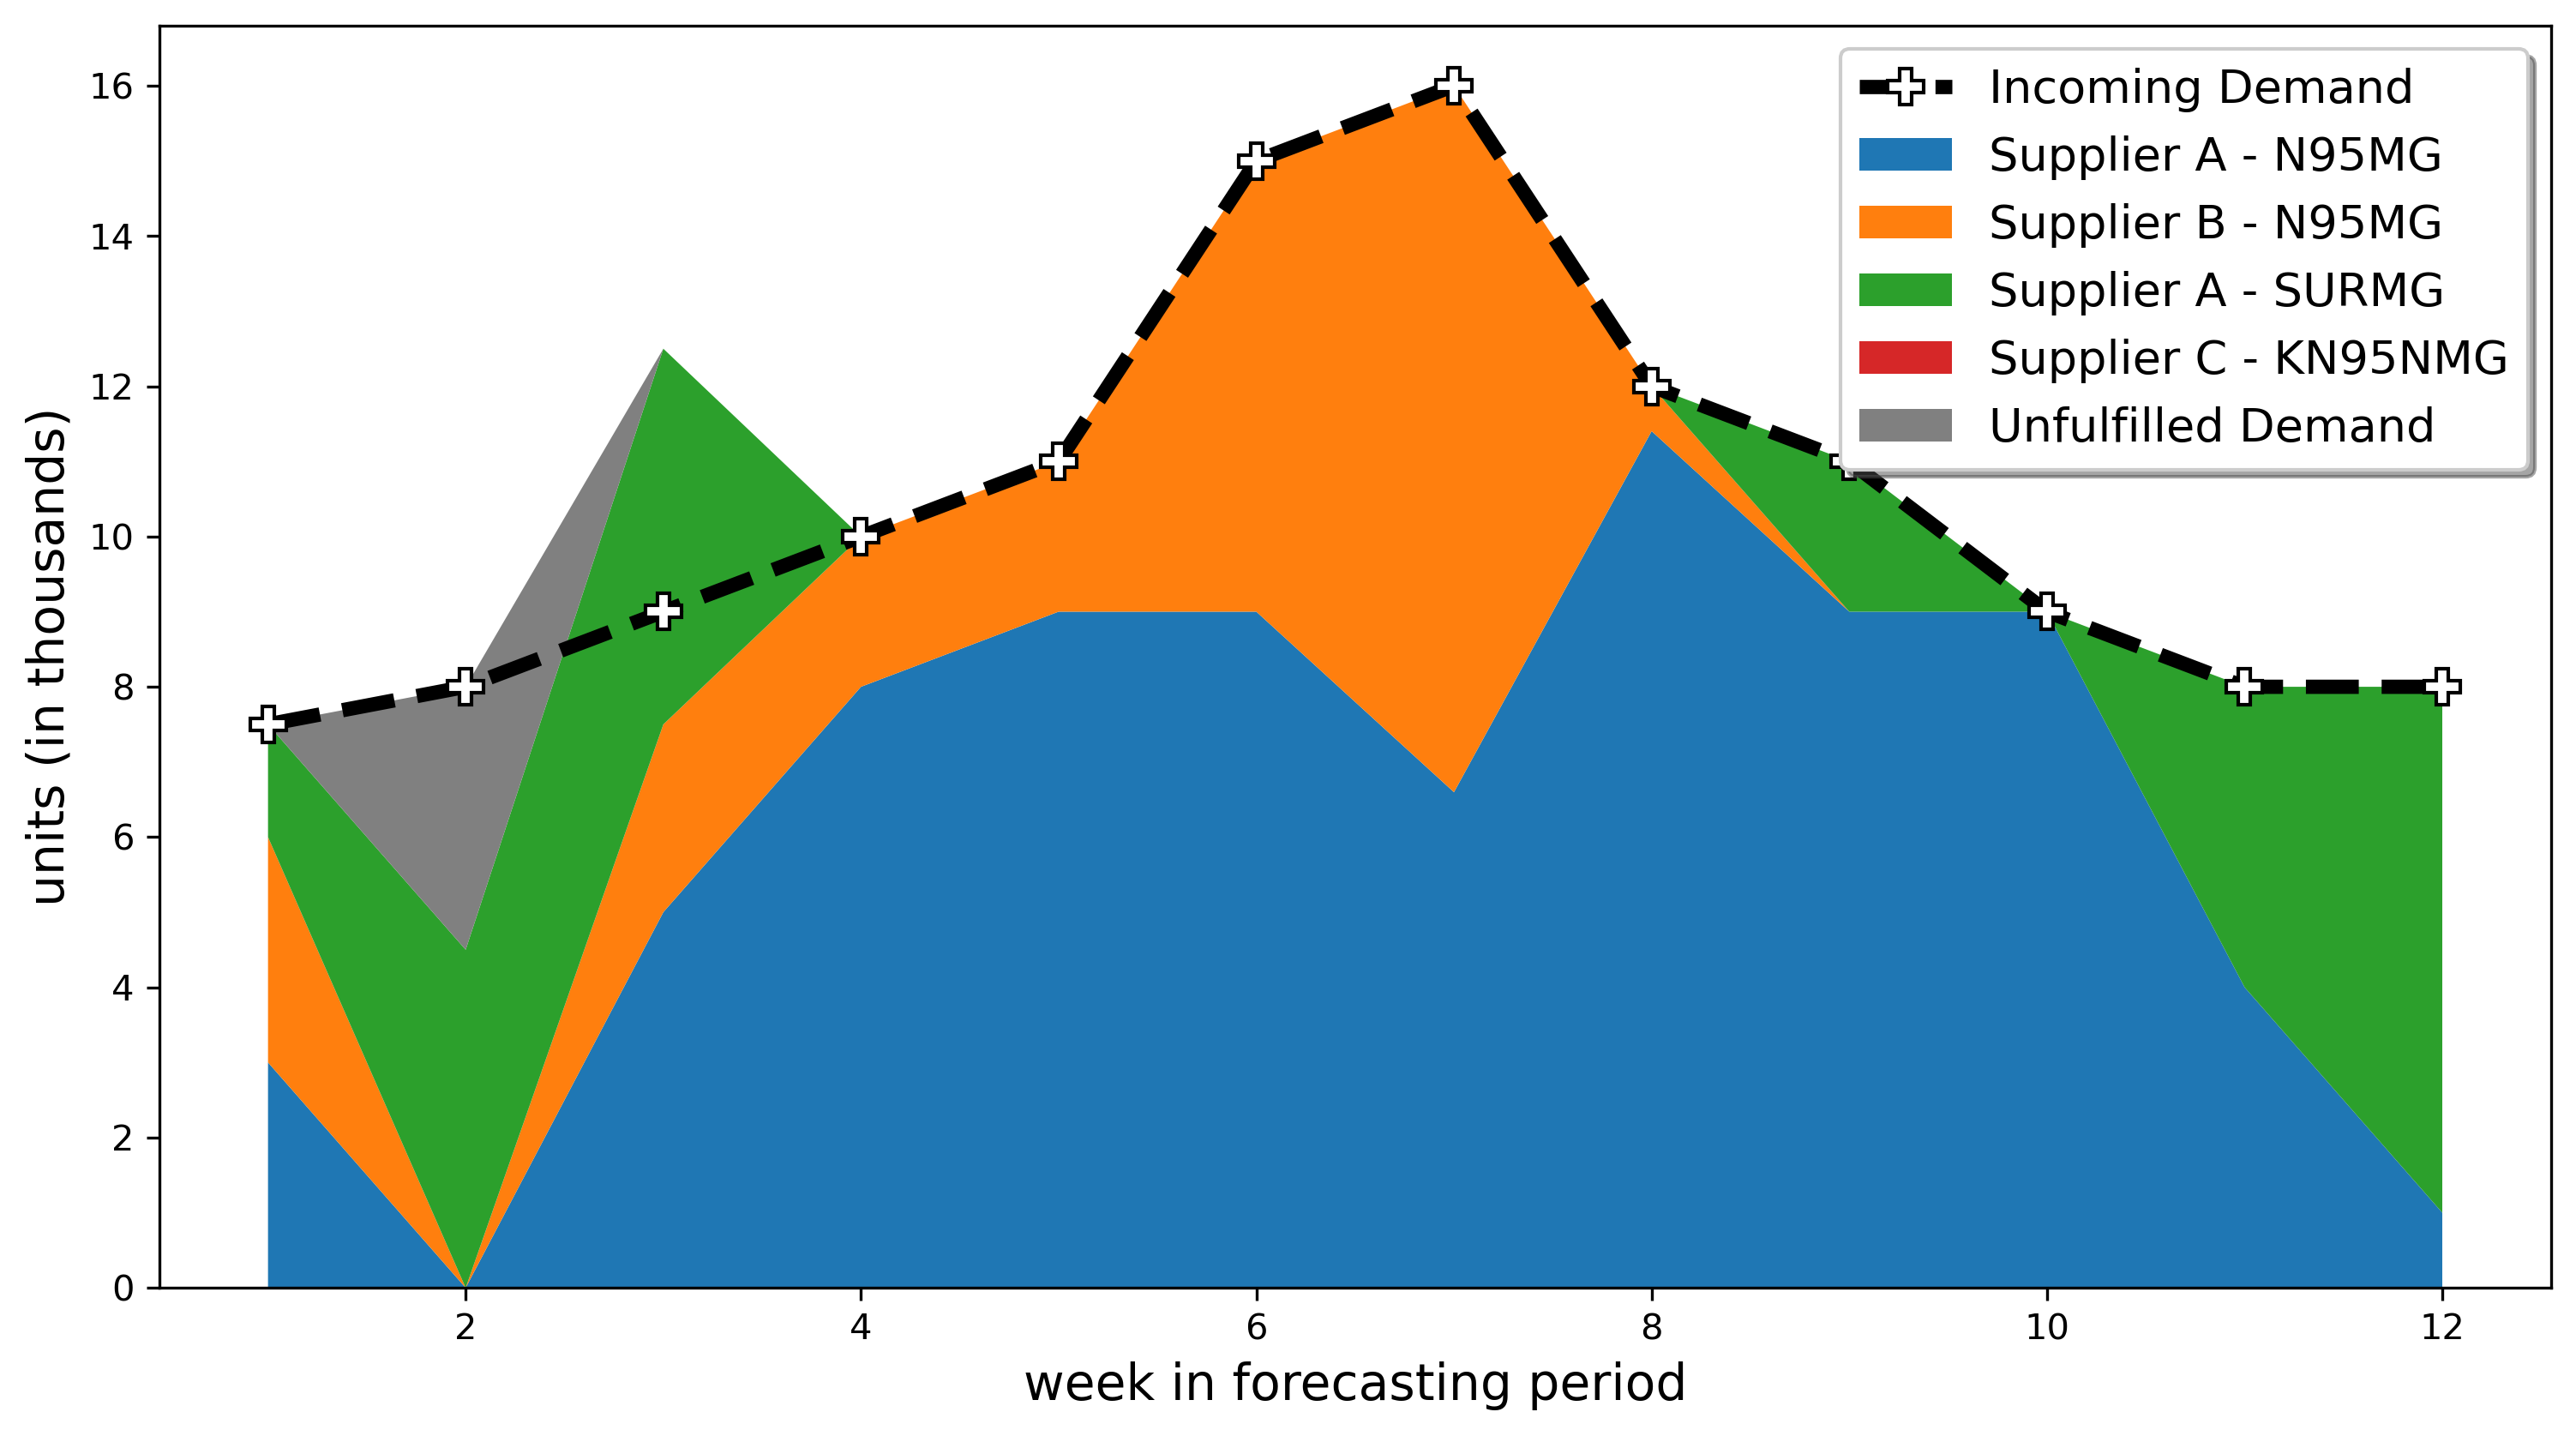 units (in thousands)
16
14
12
10
8
6
4
2
0
Incoming Demand
Supplier A - N95MG
Supplier B - N95MG
Supplier A - SURMG
Supplier C - KN95NMG
Unfulfilled Demand
2 4 6 8 10 12
week in forecasting period